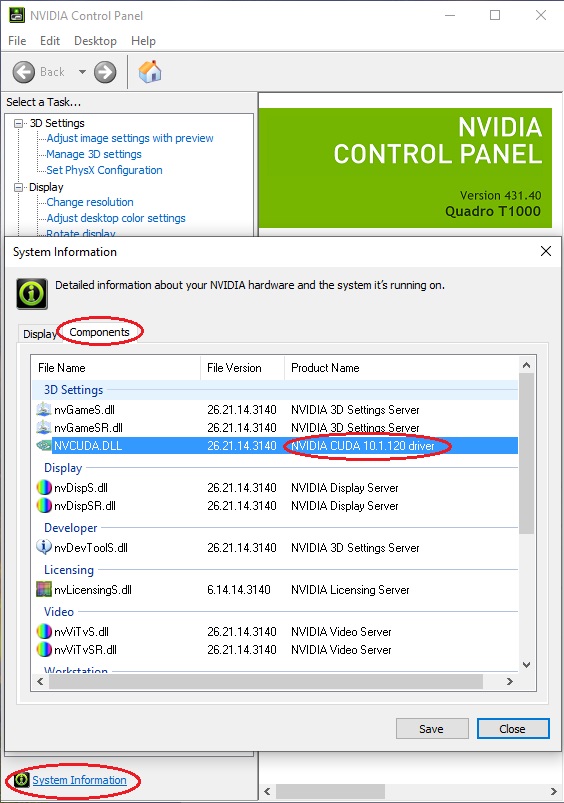 NVIDIA Control Panel
File Edit Desktop Help
Back
Select a Task...
3D Settings
Adjust image settings with preview
Manage 3D settings
Set PhysX Configuration
Display
Change resolution
Adjust desktop color settings
Rotate display
NVIDIA
CONTROL PANEL
Version 431.40
Quadro T1000
System Information
Detailed information about your NVIDIA hardware and the system it's running on.
Display Components
File Name File Version Product Name
3D Settings
nvGameS.dll 26.21.14.3140 NVIDIA 3D Settings Server
nvGameSR.dll 26.21.14.3140 NVIDIA 3D Settings Server
NVCUDA.DLL 26.21.14.3140 NVIDIA CUDA 10.1.120 driver
Display
nvDispS.dll 26.21.14.3140 NVIDIA Display Server
nvDispSR.dll 26.21.14.3140 NVIDIA Display Server
Developer
nvDevToolS.dll 26.21.14.3140 NVIDIA 3D Settings Server
Licensing
nvLicensingS.dll 6.14.14.3140 NVIDIA Licensing Server
Video
nvViTvS.dll 26.21.14.3140 NVIDIA Video Server
nvViTvSR.dll 26.21.14.3140 NVIDIA Video Server
Workstation
Save Close
System Information